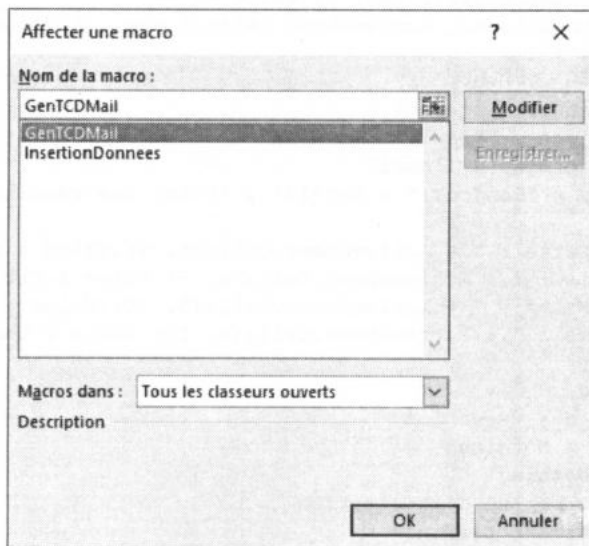 Affecter une macro ? ×
Nom de la macro :
GenTCDMail
Modifier
GenTCDMail
Enregistrer...
InsertionDonnees
Macros dans : Tous les classeurs ouverts
Description
OK
Annuler